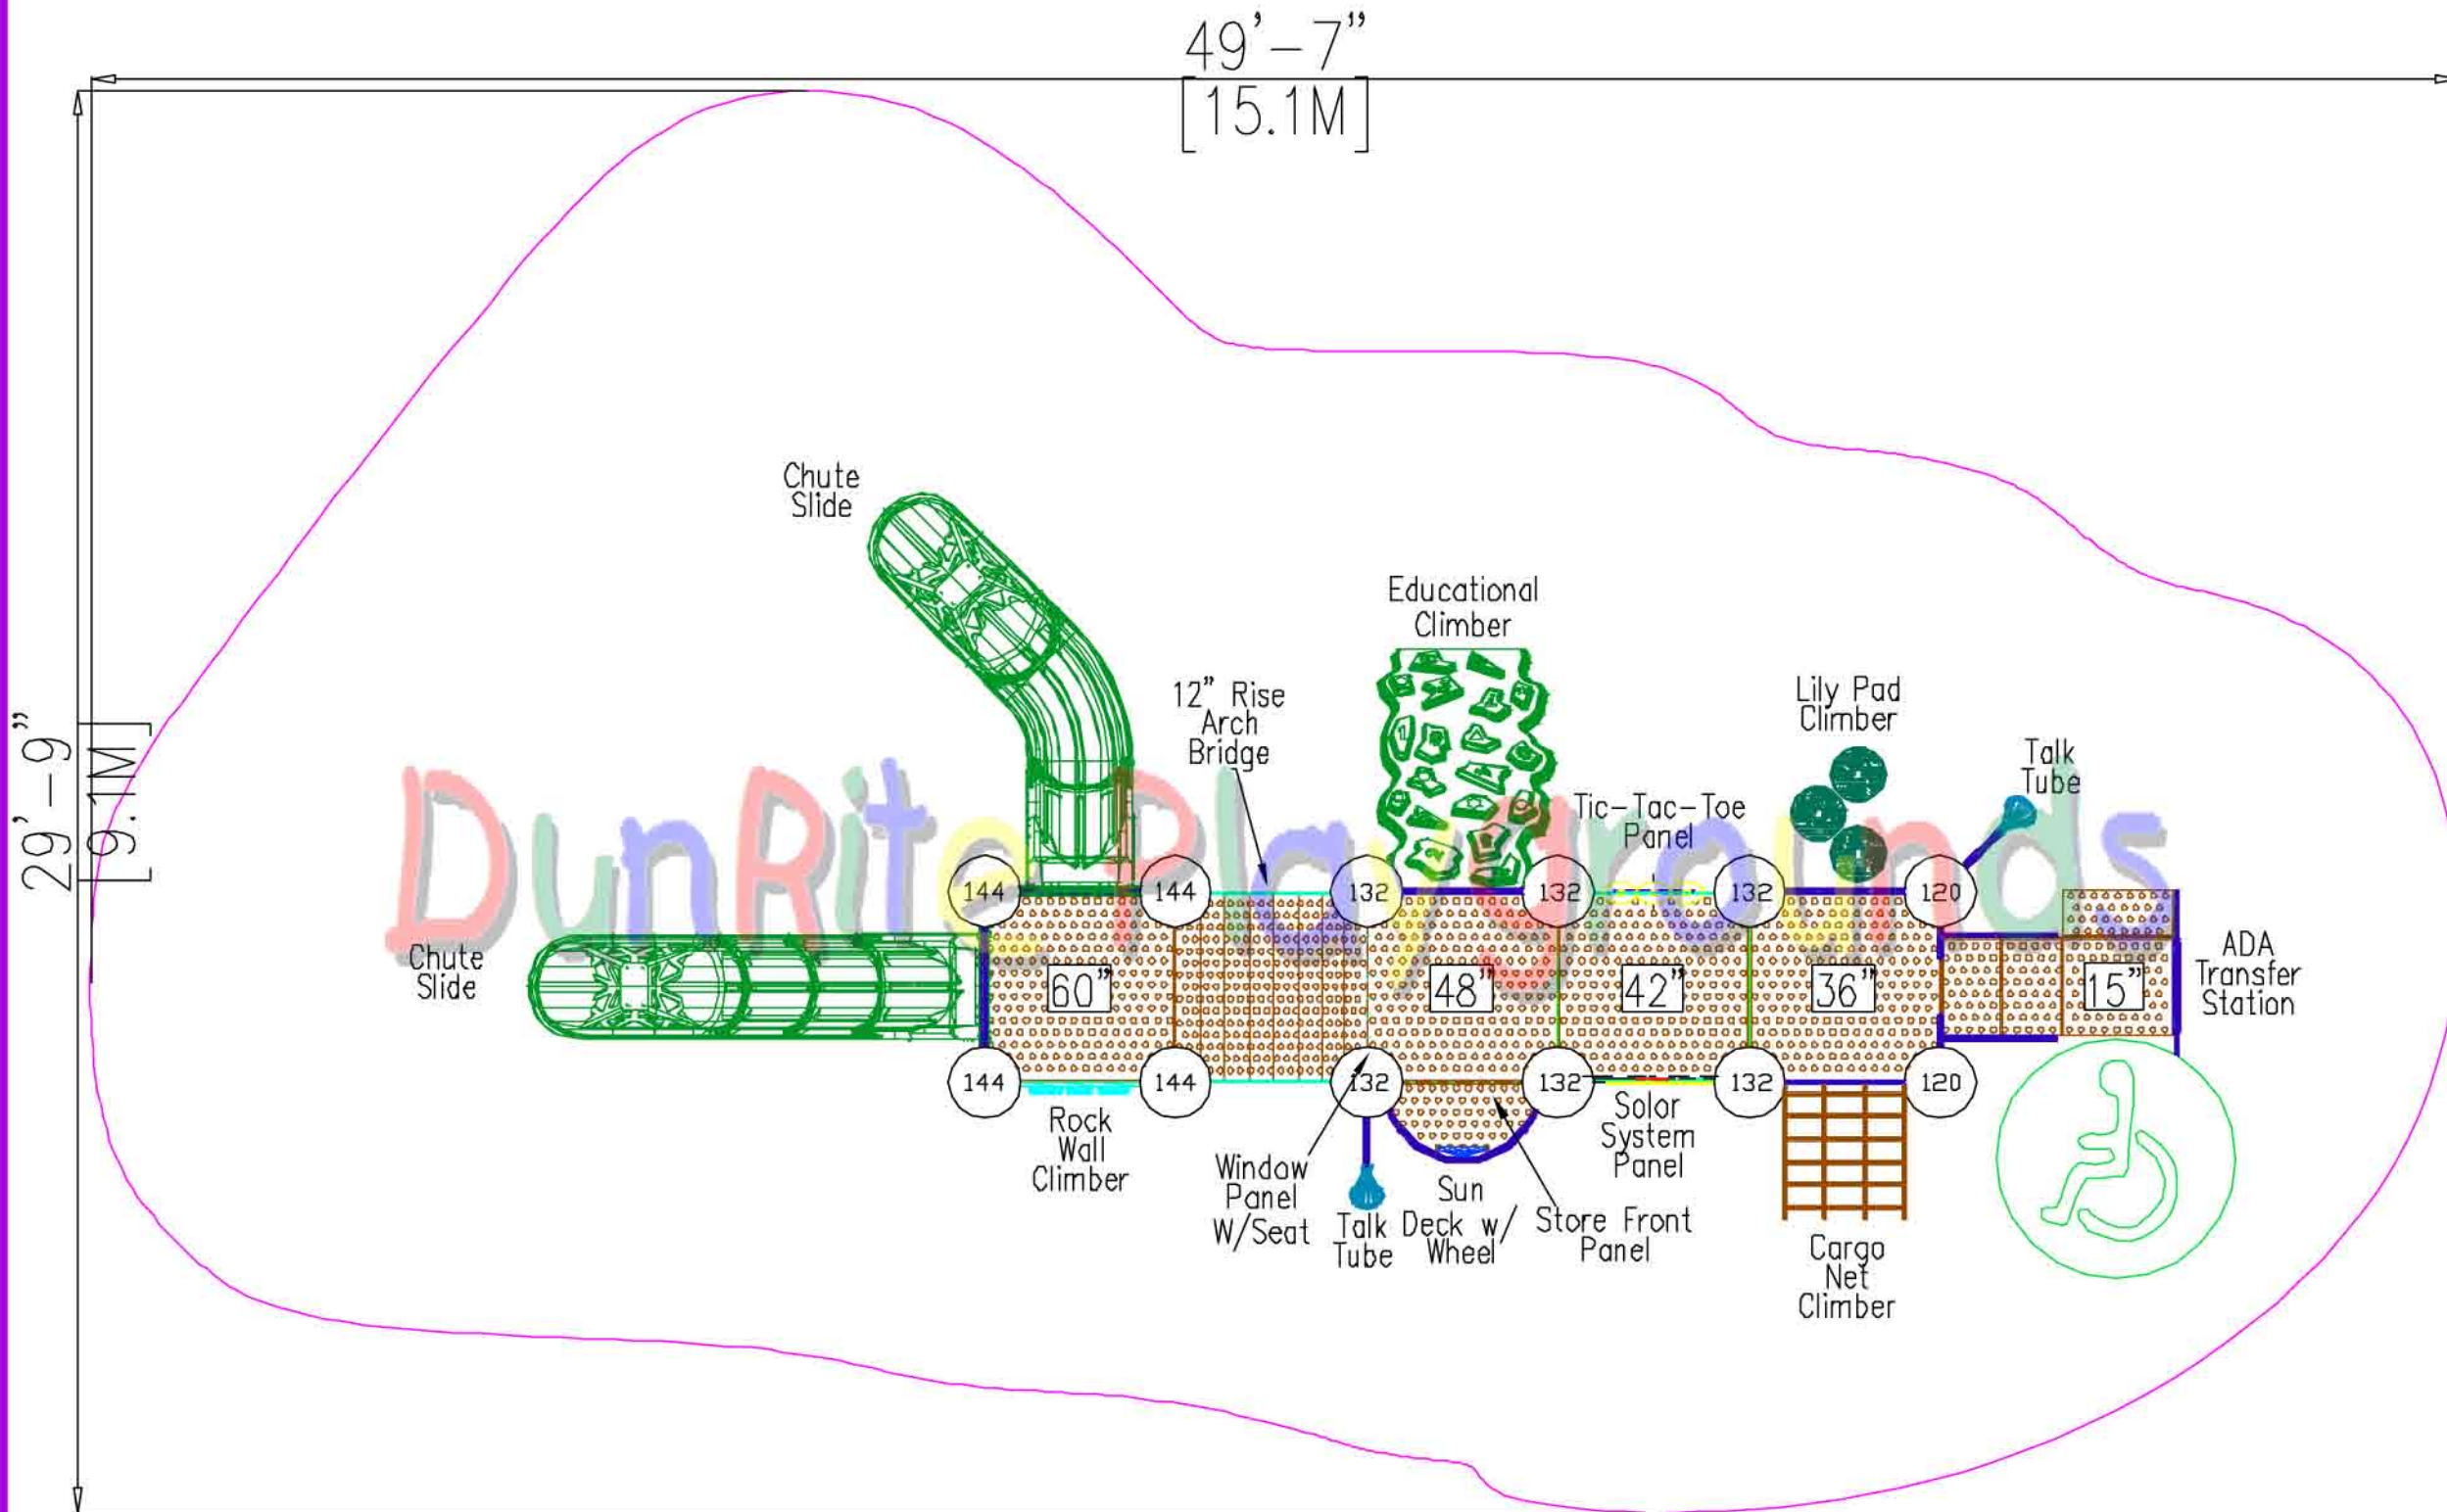 49'-7"
[15.1M]
29'-9"
[9.1M]
Chute
Slide
Educational
Climber
12" Rise
Arch
Bridge
Lily Pad
Climber
Talk
Tube
Tic-Tac-Toe
Panel
DunRite Playgrounds
144
144
132
132
132
120
Chute
Slide
60"
48"
42"
36"
15"
ADA
Transfer
Station
144
144
132
132
132
120
Rock
Wall
Climber
Window
Panel
W/Seat
Talk
Tube
Sun
Deck w/
Wheel
Store Front
Panel
Solar
System
Panel
Cargo
Net
Climber